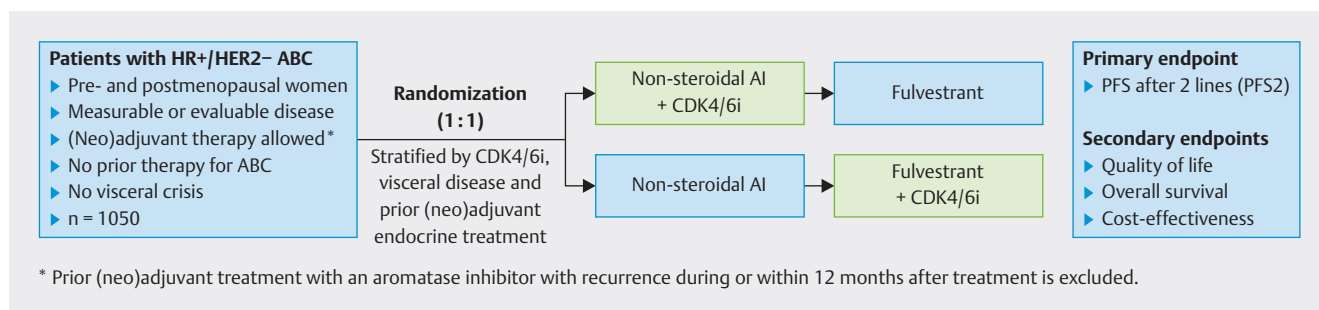 Patients with HR+/HER2− ABC
▶ Pre- and postmenopausal women
▶ Measurable or evaluable disease
▶ (Neo)adjuvant therapy allowed*
▶ No prior therapy for ABC
▶ No visceral crisis
▶ n = 1050
Randomization
(1:1)
Stratified by CDK4/6i,
visceral disease and
prior (neo)adjuvant
endocrine treatment
Non-steroidal AI
+ CDK4/6i
Fulvestrant
Non-steroidal AI
Fulvestrant
+ CDK4/6i
Primary endpoint
▶ PFS after 2 lines (PFS2)
Secondary endpoints
▶ Quality of life
▶ Overall survival
▶ Cost-effectiveness
* Prior (neo)adjuvant treatment with an aromatase inhibitor with recurrence during or within 12 months after treatment is excluded.